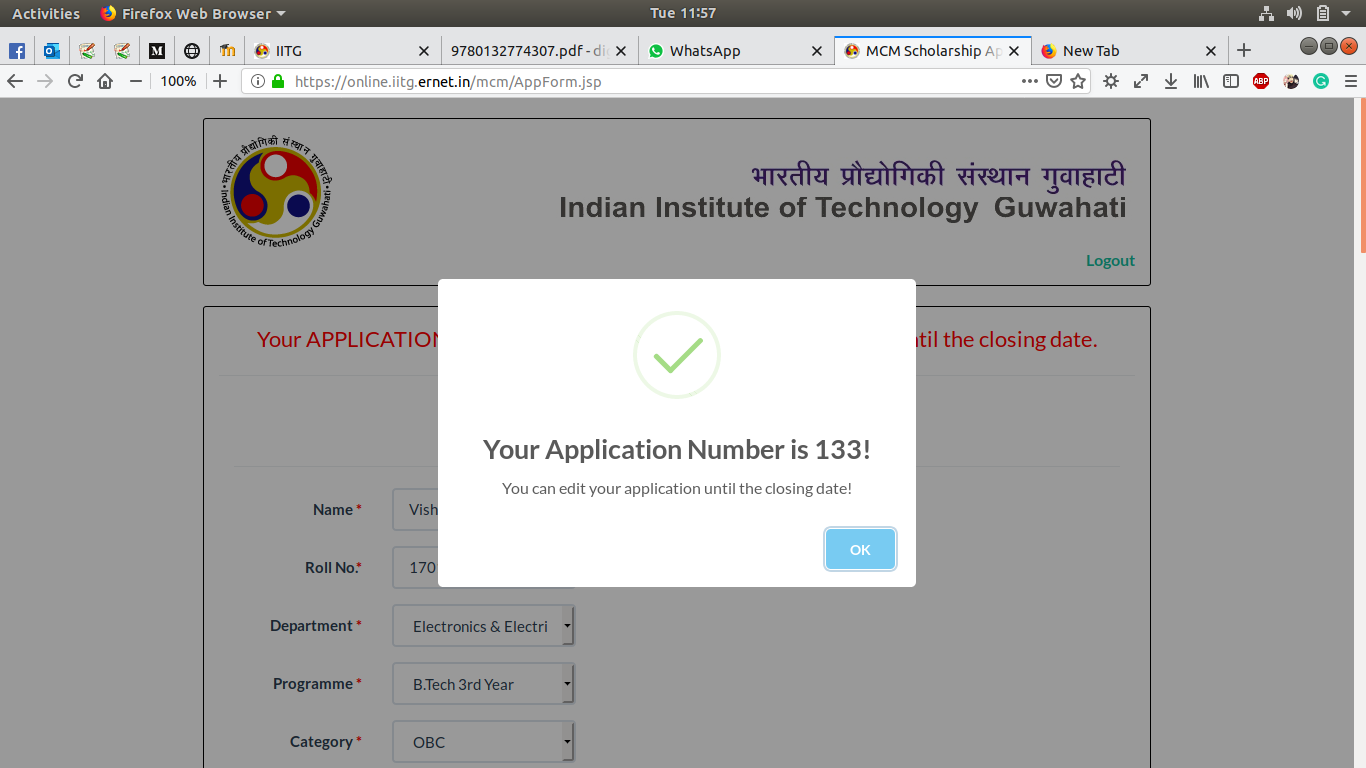 Activities Firefox Web Browser Tue 11:57
IITG 9780132774307.pdf - di WhatsApp MCM Scholarship Ap New Tab
100% https://online.iitg.ernet.in/mcm/AppForm.jsp ABP
भारतीय प्रौद्योगिकी संस्थान गुवाहाटी
Indian Institute of Technology Guwahati
भारतीय प्रौद्योगिकी संस्थान गुवाहाटी
Indian Institute of Technology Guwahati
Logout
Your APPLICATION til the closing date.
Your Application Number is 133!
You can edit your application until the closing date!
OK
Name * Vish
Roll No.* 170
Department * Electronics & Electri
Programme * B.Tech 3rd Year
Category * OBC